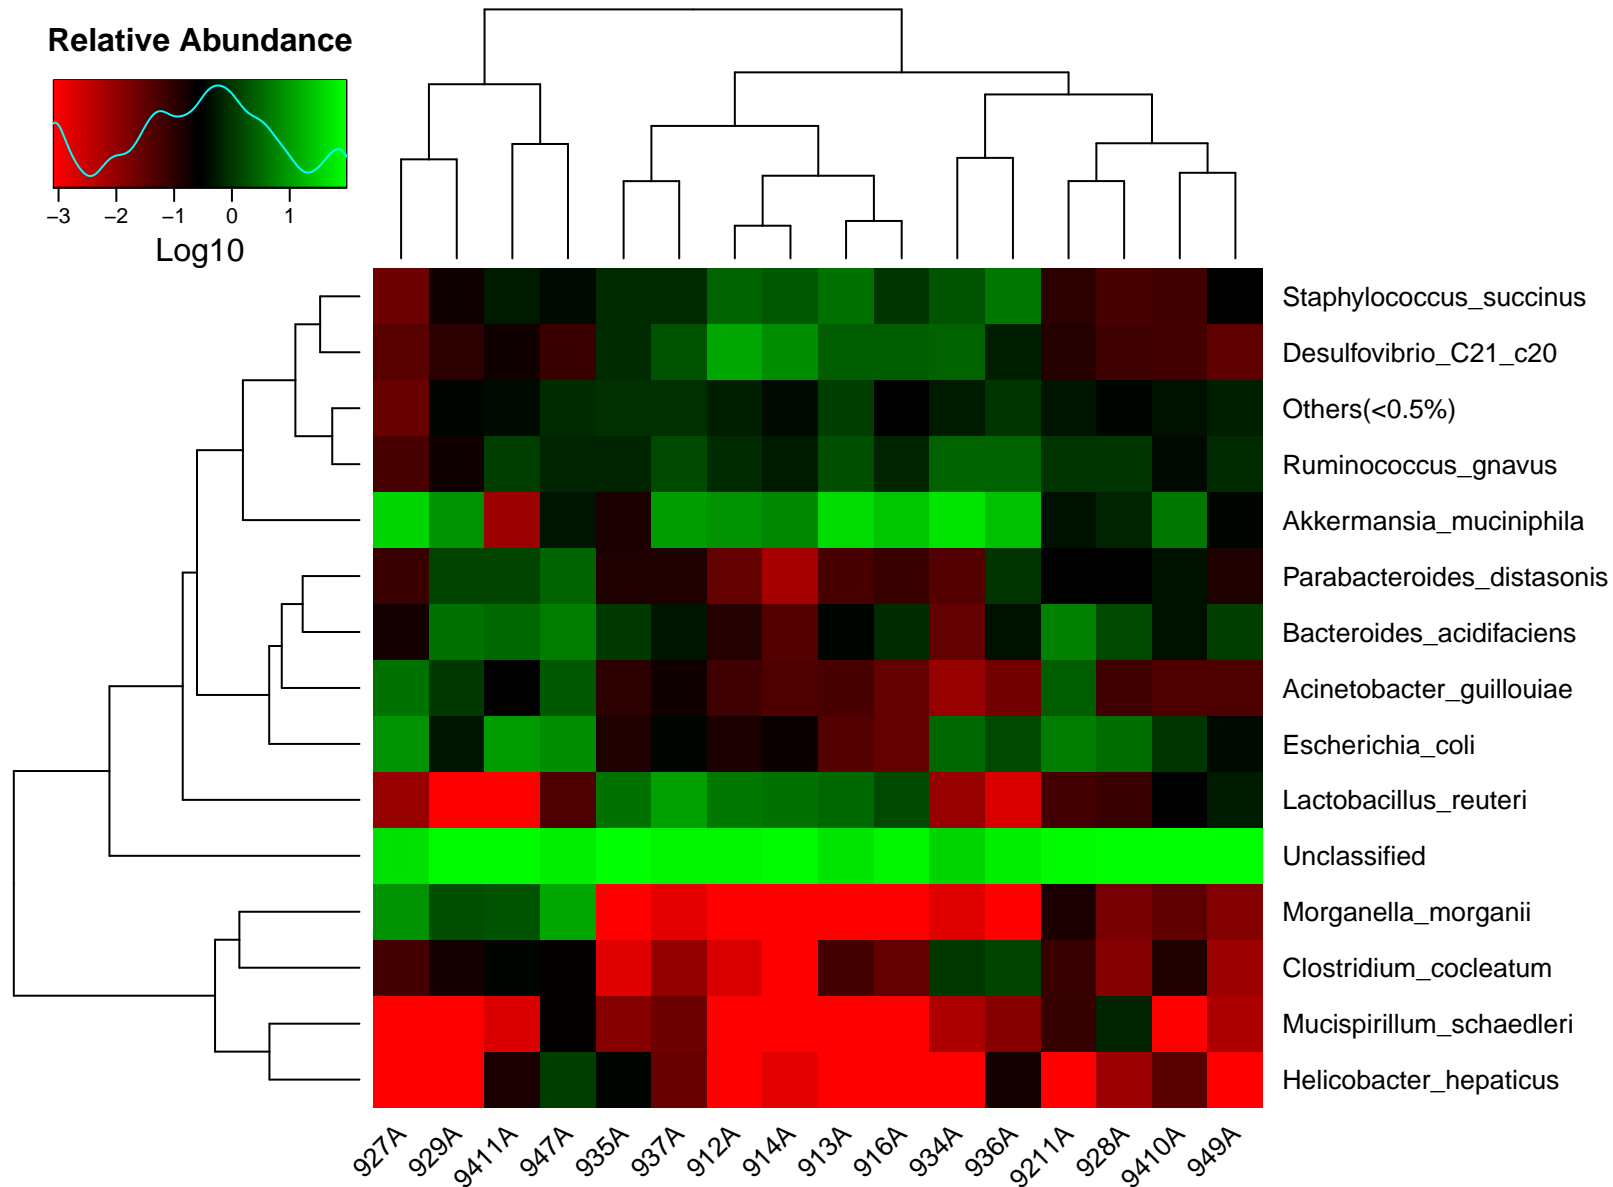 Relative Abundance
−3 −2 −1 0 1
Log10
Staphylococcus_succinus
Desulfovibrio_C21_c20
Others(<0.5%)
Ruminococcus_gnavus
Akkermansia_muciniphila
Parabacteroides_distasonis
Bacteroides_acidifaciens
Acinetobacter_guillouiae
Escherichia_coli
Lactobacillus_reuteri
Unclassified
Morganella_morganii
Clostridium_cocleatum
Mucispirillum_schaedleri
Helicobacter_hepaticus
927A 929A 9411A 947A 935A 937A 912A 914A 913A 916A 934A 936A 9211A 928A 9410A 949A